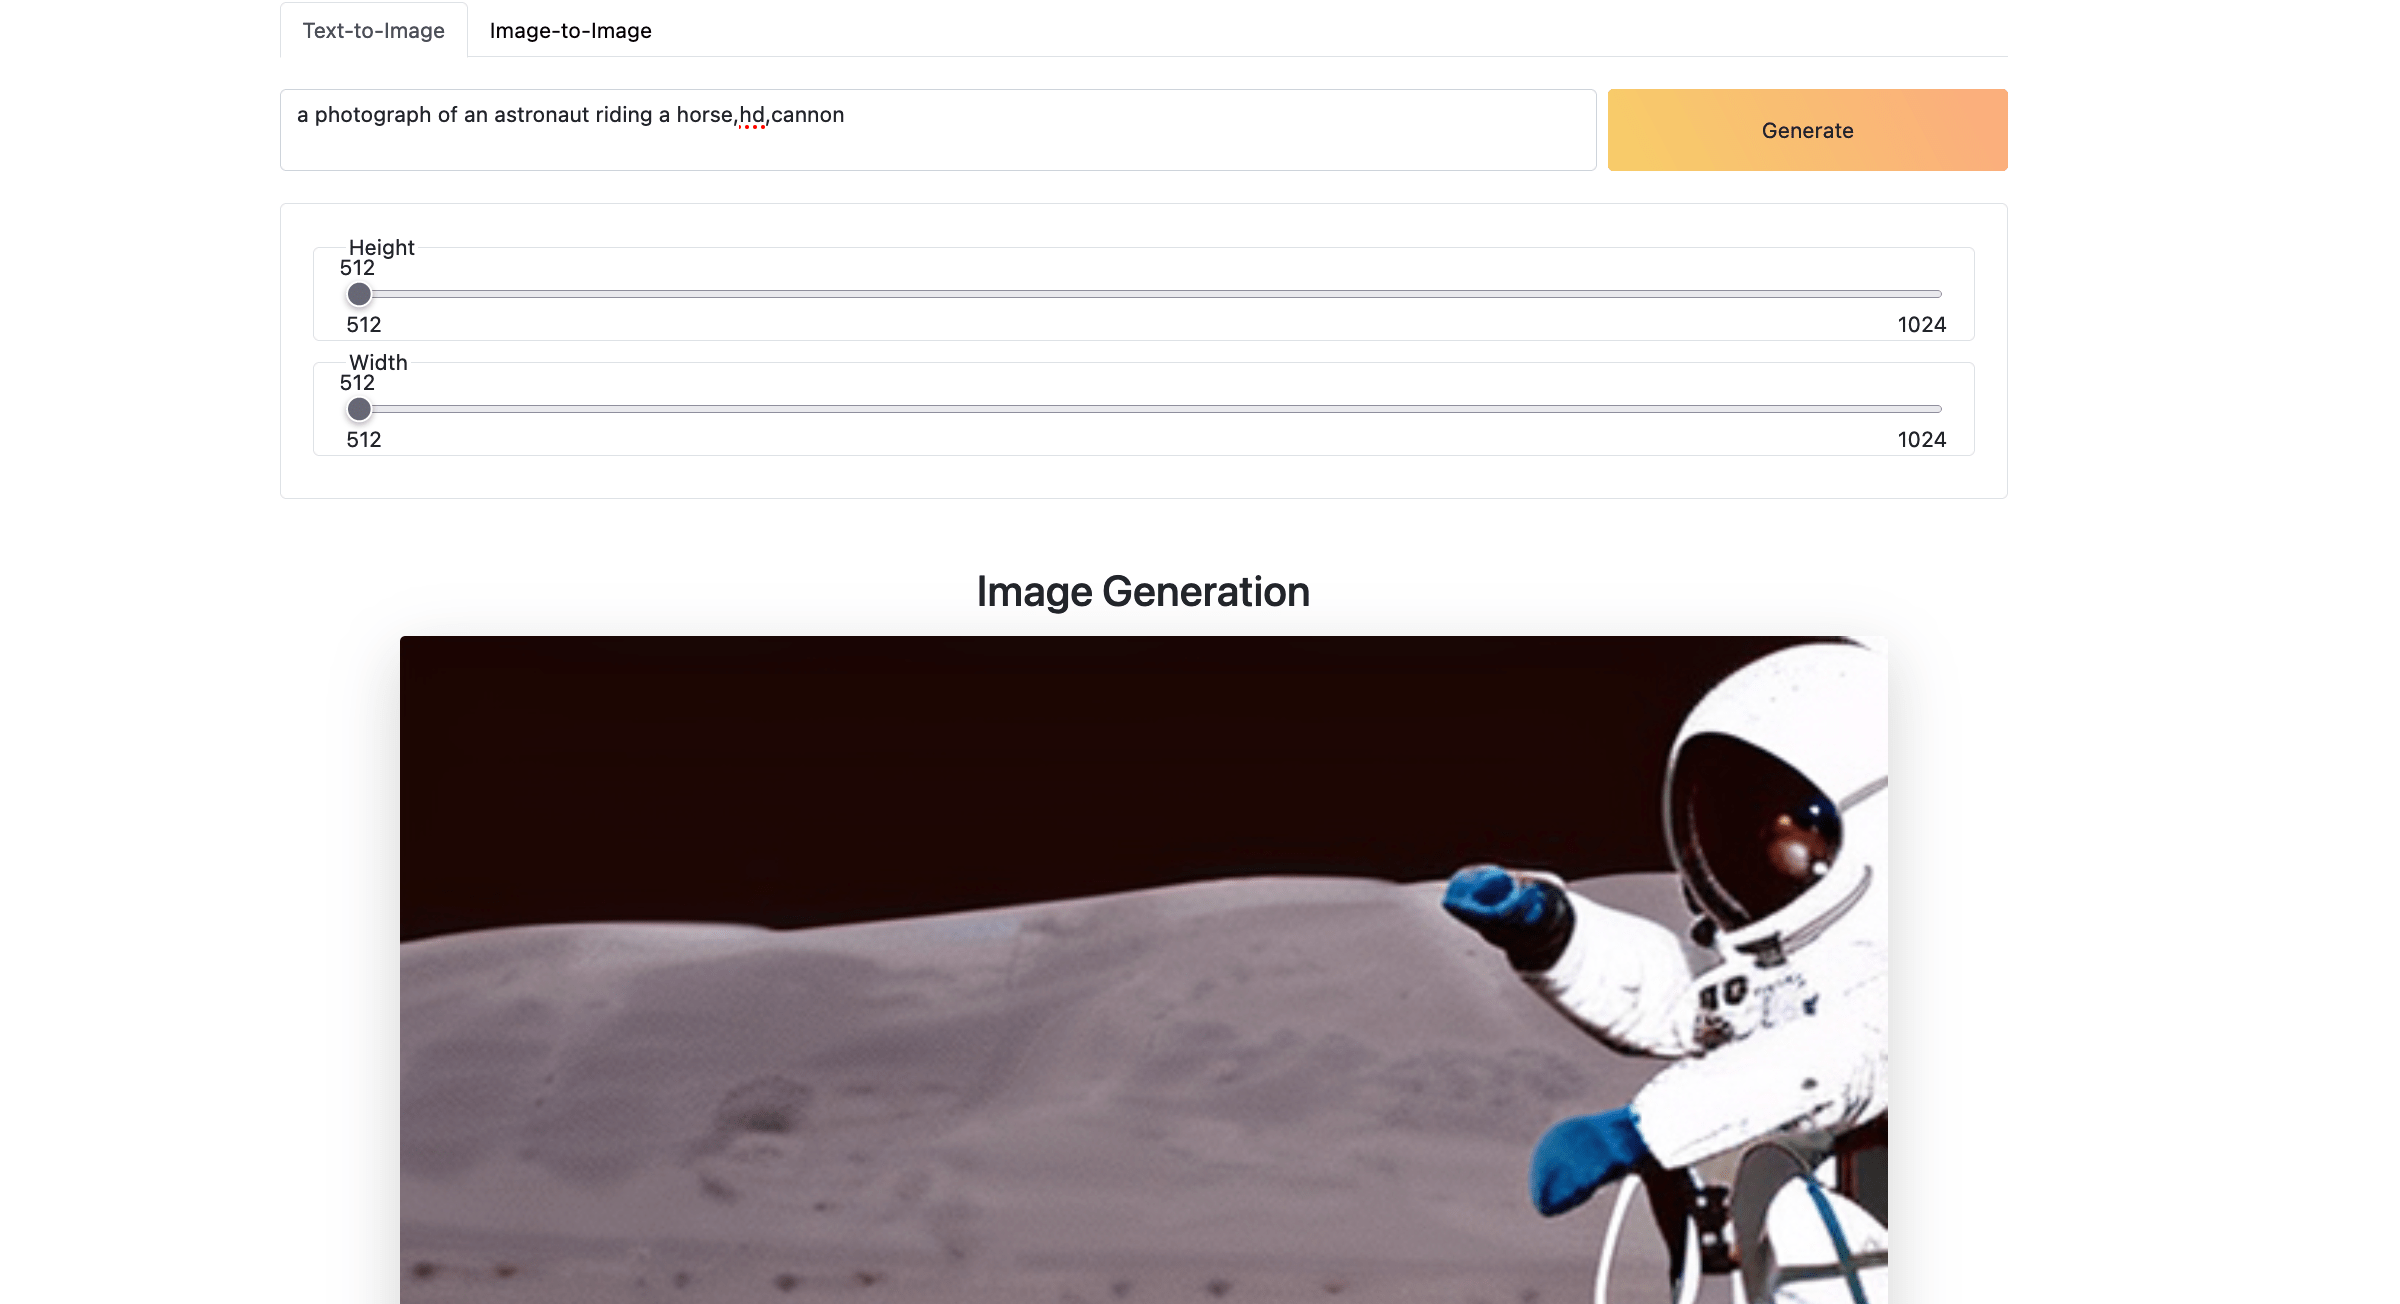 Text-to-Image
Image-to-Image
a photograph of an astronaut riding a horse,hd,cannon
Generate
Height
512
512
1024
Width
512
512
1024
Image Generation